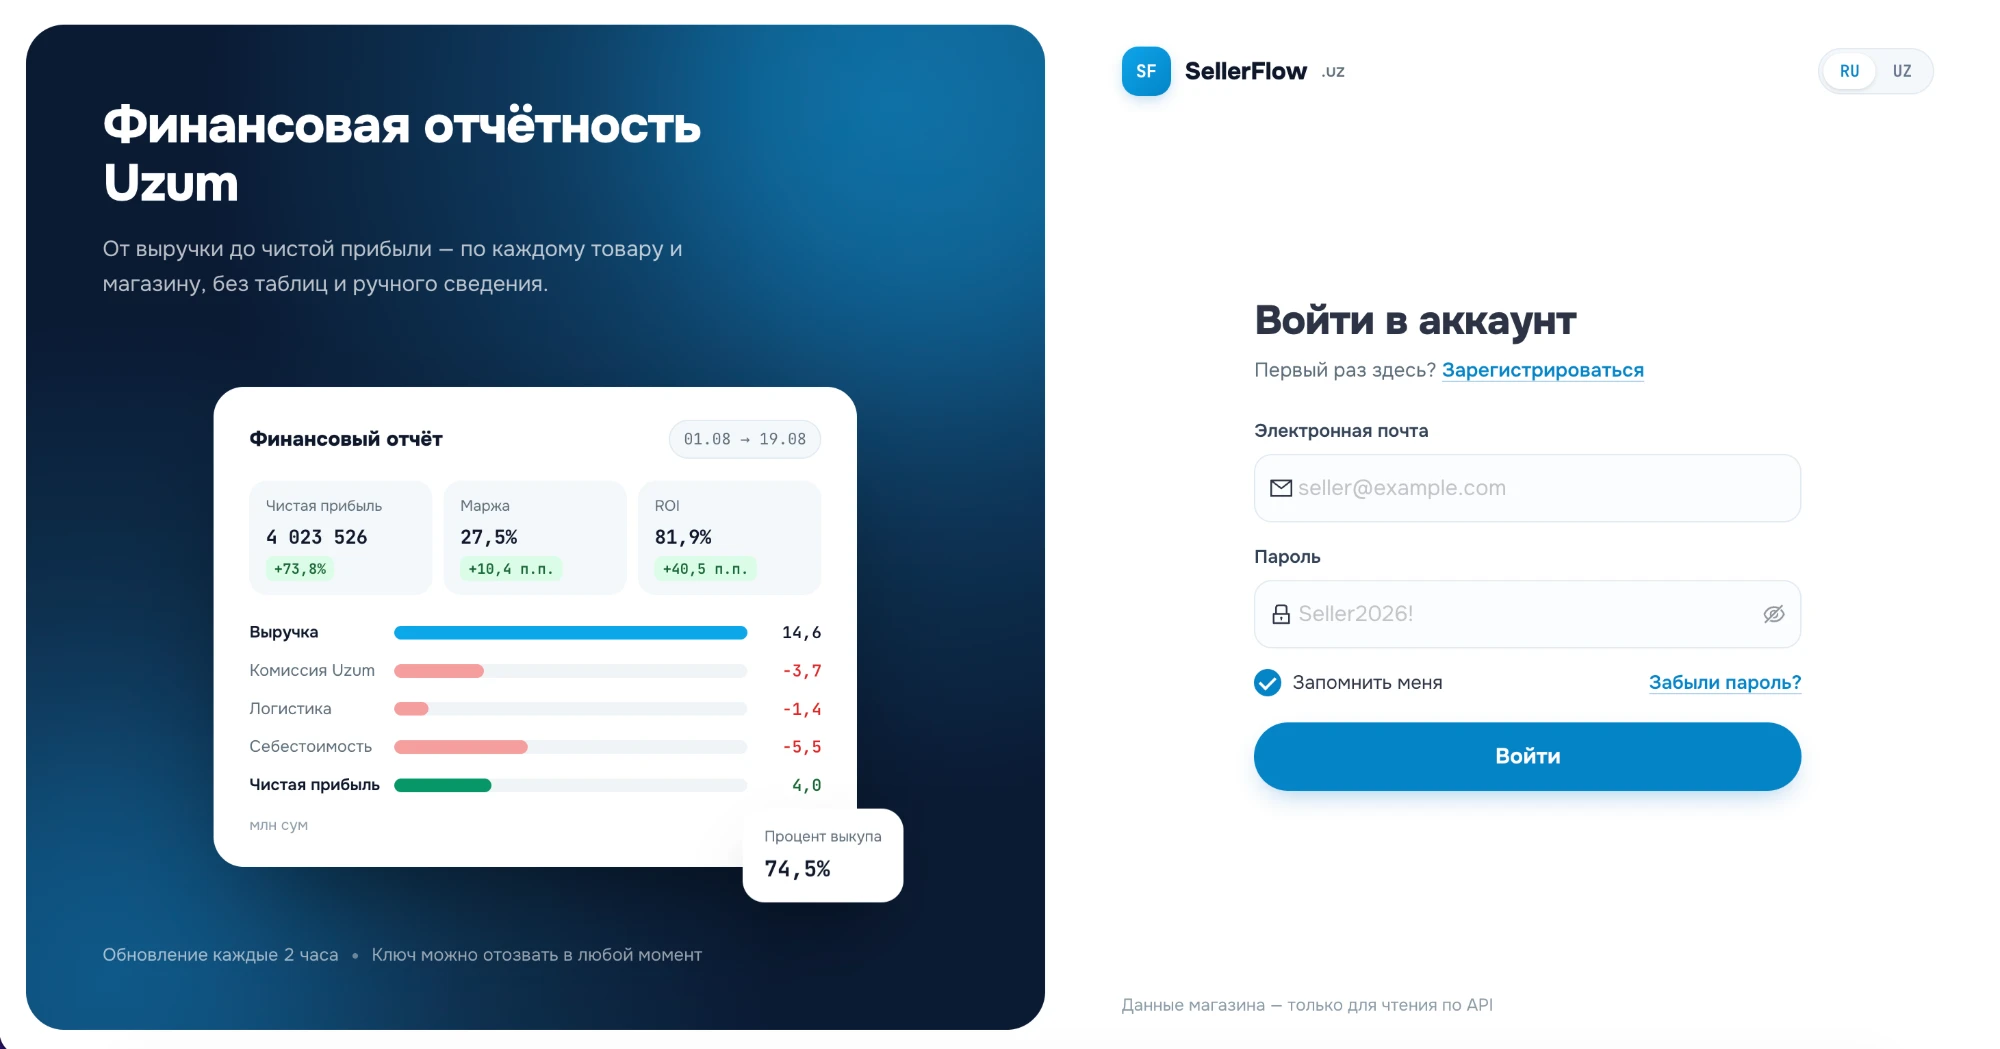 Финансовая отчётность
Uzum
От выручки до чистой прибыли — по каждому товару и
магазину, без таблиц и ручного сведения.
Финансовый отчёт
01.08 → 19.08
Чистая прибыль
4 023 526
+73,8%
Маржа
27,5%
+10,4 п.п.
ROI
81,9%
+40,5 п.п.
Выручка 14,6
Комиссия Uzum -3,7
Логистика -1,4
Себестоимость -5,5
Чистая прибыль 4,0
млн сум
Процент выкупа
74,5%
Обновление каждые 2 часа • Ключ можно отозвать в любой момент
SF SellerFlow .uz
RU UZ
Войти в аккаунт
Первый раз здесь? Зарегистрироваться
Электронная почта
seller@example.com
Пароль
Seller2026!
Запомнить меня Забыли пароль?
Войти
Данные магазина — только для чтения по API